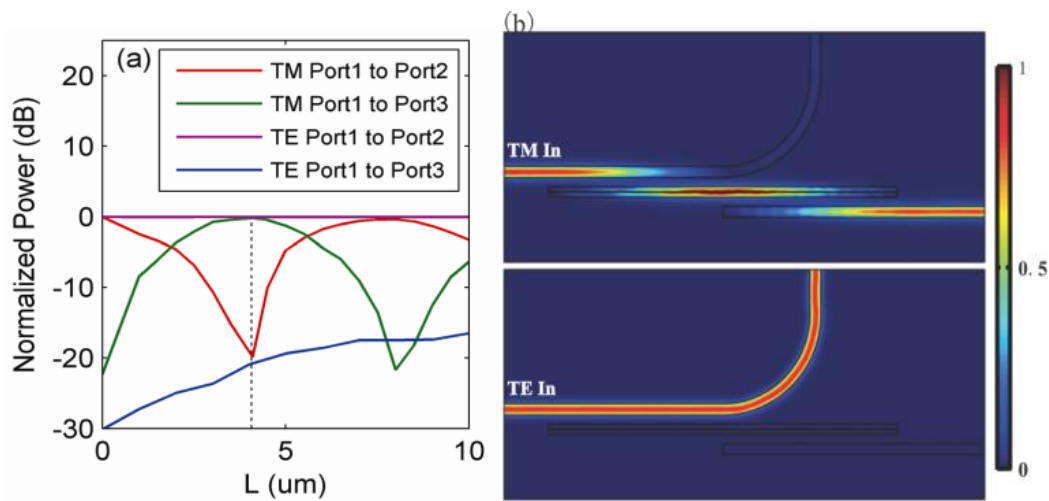 (a)
TM Port1 to Port2
TM Port1 to Port3
TE Port1 to Port2
TE Port1 to Port3
Normalized Power (dB)
20
10
0
-10
-20
-30
0
5
10
L (um)
(b)
TM In
TE In
1
0.5
0